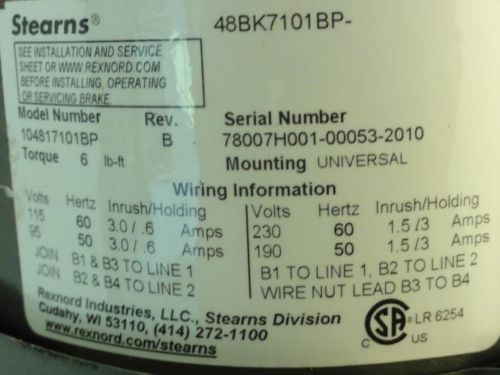 Stearns® 48BK7101BP-
SEE INSTALLATION AND SERVICE
SHEET OR WWW.REXNORD.COM
BEFORE INSTALLING, OPERATING
OR SERVICING BRAKE.
Model Number Rev. Serial Number
104817101BP B 78007H001-00053-2010
Torque 6 lb-ft Mounting UNIVERSAL
Wiring Information
Volts Hertz Inrush/Holding Volts Hertz Inrush/Holding
115 60 3.0/ .6 Amps 230 60 1.5 /3 Amps
95 50 3.0/ .6 Amps 190 50 1.5 /3 Amps
JOIN B1 & B3 TO LINE 1 B1 TO LINE 1, B2 TO LINE 2
JOIN B2 & B4 TO LINE 2 WIRE NUT LEAD B3 TO B4
Rexnord Industries, LLC., Stearns Division
Cudahy, WI 53110, (414) 272-1100
www.rexnord.com/stearns
C SA® LR 6254
C US